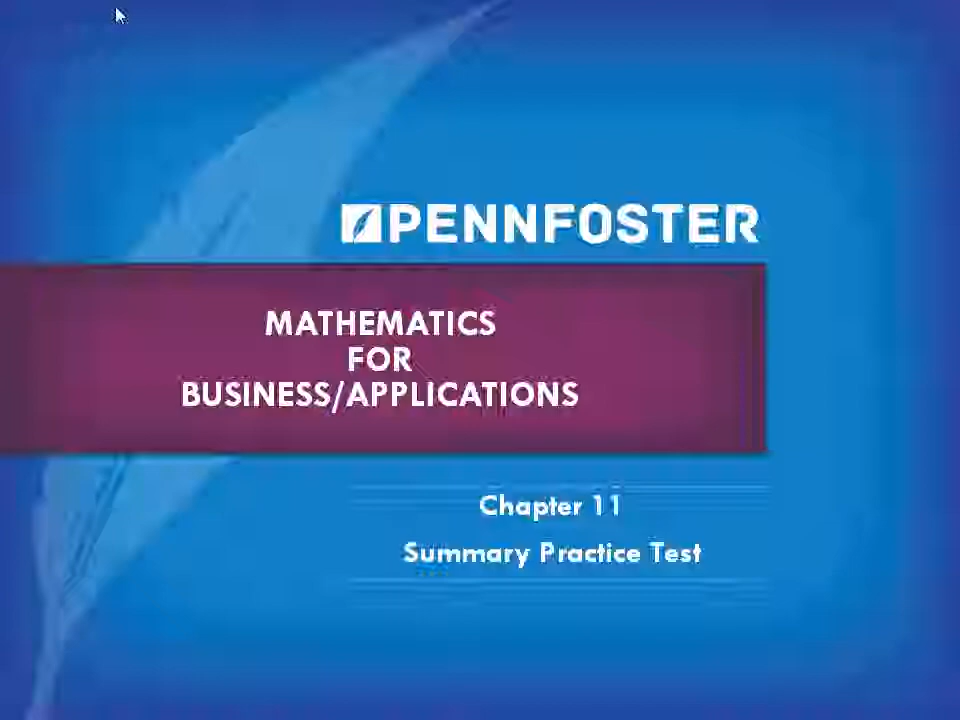 PENNFOSTER
MATHEMATICS
FOR
BUSINESS/APPLICATIONS
Chapter 11
Summary Practice Test